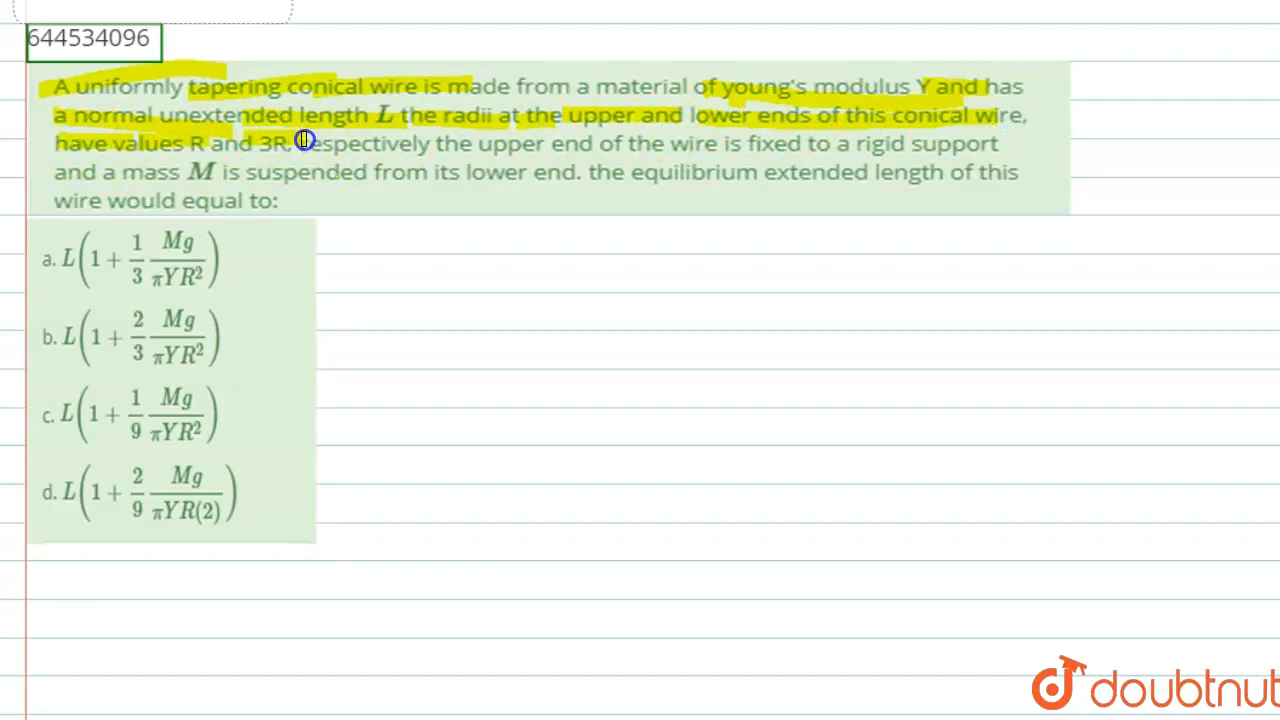 644534096
A uniformly tapering conical wire is made from a material of young's modulus Y and has
a normal unextended length L the radii at the upper and lower ends of this conical wire,
have values R and 3R, respectively the upper end of the wire is fixed to a rigid support
and a mass M is suspended from its lower end. the equilibrium extended length of this
wire would equal to:
a. L(1 + 1/3 Mg/πYR²)
b. L(1 + 2/3 Mg/πYR²)
c. L(1 + 1/9 Mg/πYR²)
d. L(1 + 2/9 Mg/πYR(2))
doubtnut